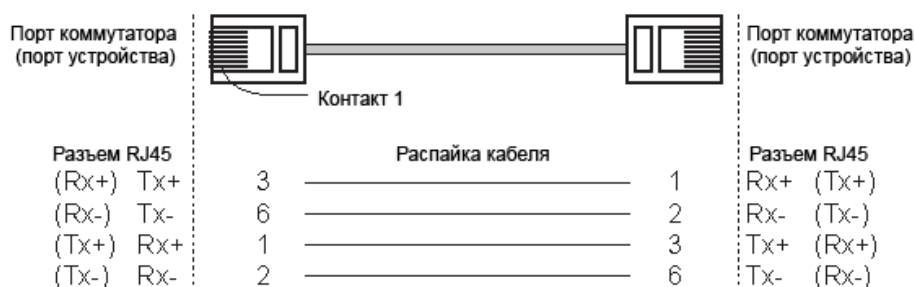 Порт коммутатора
(порт устройства)
Порт коммутатора
(порт устройства)
Контакт 1
Разъем RJ45 Распайка кабеля Разъем RJ45
(Rx+) Tx+ 3 1 Rx+ (Tx+)
(Rx-) Tx- 6 2 Rx- (Tx-)
(Tx+) Rx+ 1 3 Tx+ (Rx+)
(Tx-) Rx- 2 6 Tx- (Rx-)